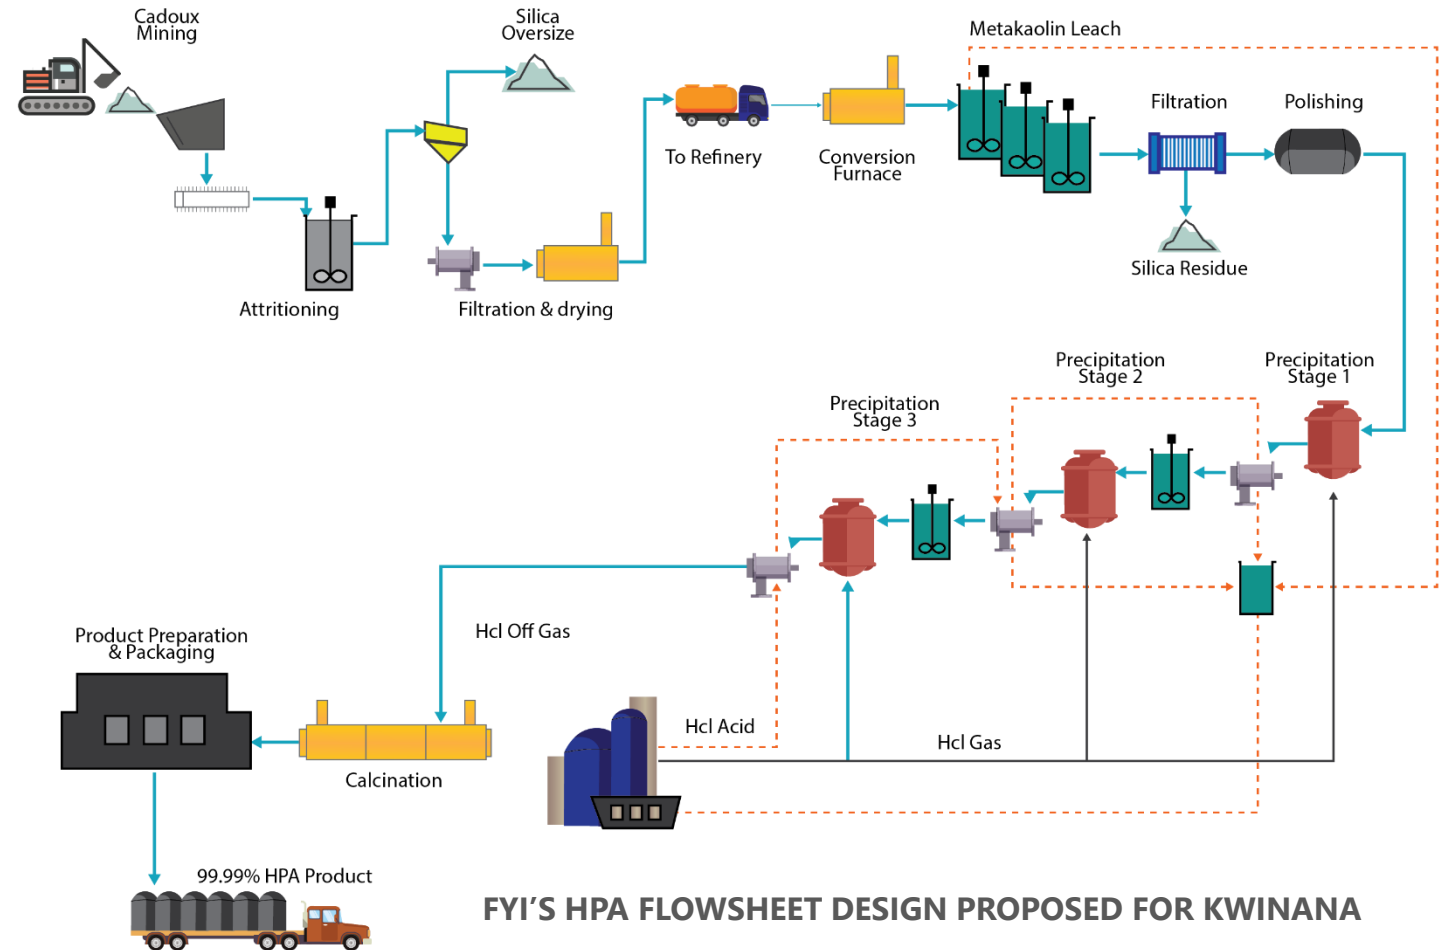 Cadoux
Mining
Silica
Oversize
Metakaolin Leach
Filtration
Polishing
To Refinery
Conversion
Furnace
Silica Residue
Attritioning
Filtration & drying
Precipitation
Stage 1
Precipitation
Stage 2
Precipitation
Stage 3
Hcl Off Gas
Product Preparation
& Packaging
Hcl Acid
Hcl Gas
Calcination
99.99% HPA Product
FYI'S HPA FLOWSHEET DESIGN PROPOSED FOR KWINANA